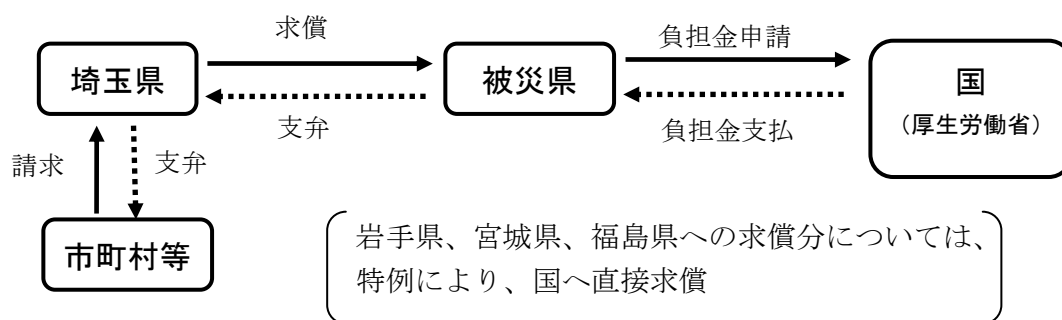 求償
負担金申請
埼玉県
被災県
国
(厚生労働省)
支弁
負担金支払
請求
支弁
市町村等
岩手県、宮城県、福島県への求償分については、
特例により、国へ直接求償